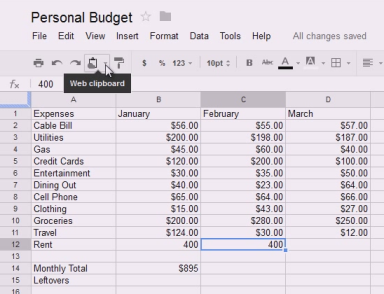 Personal Budget
File Edit View Insert Format Data Tools Help All changes saved
$ % 123 10pt B Abc A A
fx 400 Web clipboard
A B C D
1 Expenses January February March
2 Cable Bill $56.00 $55.00 $57.00
3 Utilities $200.00 $198.00 $187.00
4 Gas $45.00 $60.00 $40.00
5 Credit Cards $120.00 $200.00 $100.00
6 Entertainment $30.00 $35.00 $50.00
7 Dining Out $40.00 $23.00 $64.00
8 Cell Phone $65.00 $64.00 $66.00
9 Clothing $15.00 $43.00 $27.00
10 Groceries $200.00 $280.00 $250.00
11 Travel $124.00 $30.00 $12.00
12 Rent 400 400
13
14 Monthly Total $895
15 Leftovers
16